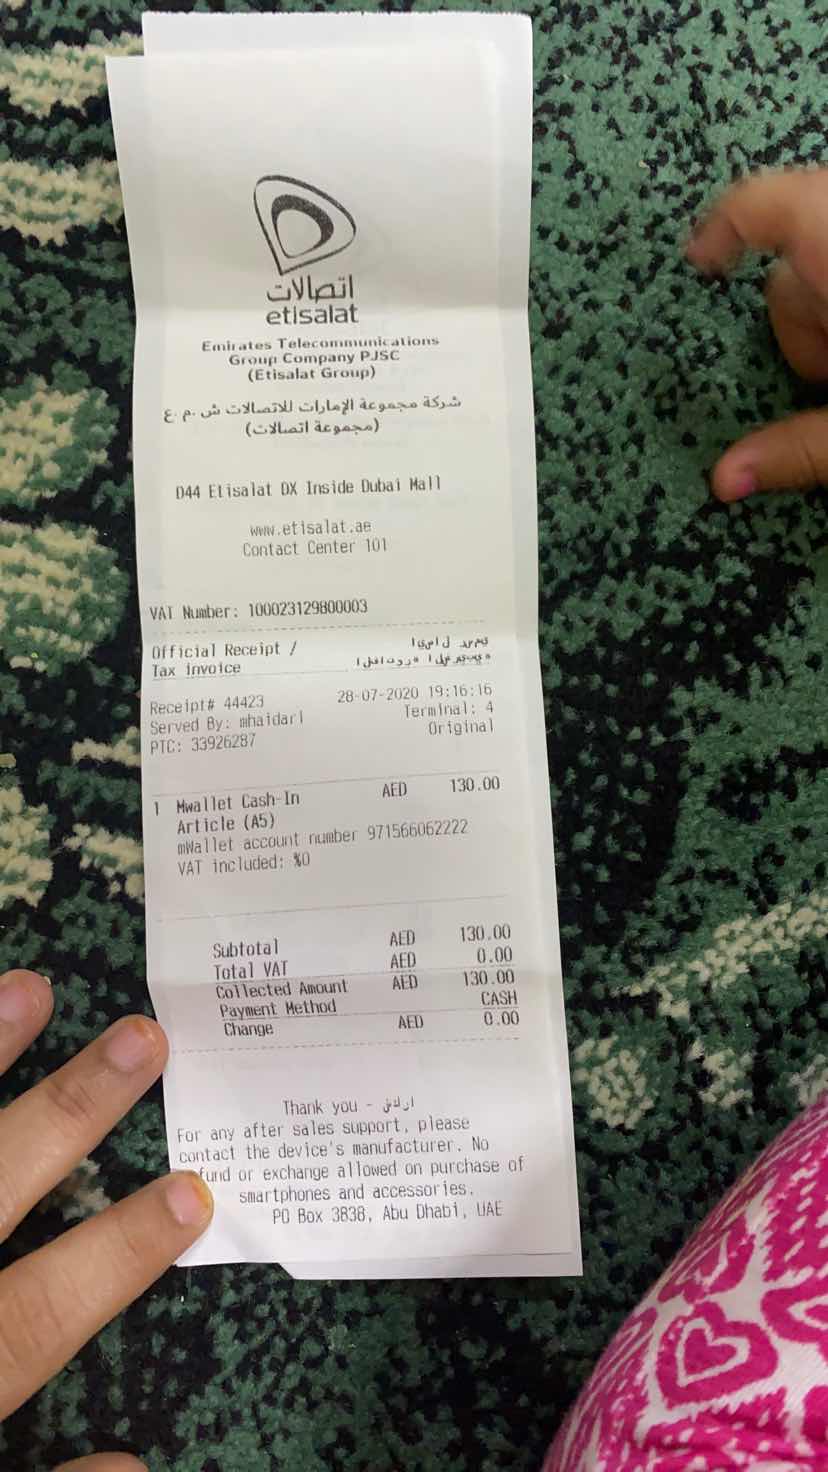 اتصالات
etisalat
Emirates Telecommunications
Group Company PJSC
(Etisalat Group)
شركة مجموعة الإمارات للاتصالات ش.م.ع
(مجموعة اتصالات)
D44 Etisalat DX Inside Dubai Mall
www.etisalat.ae
Contact Center 101
VAT Number: 100023129800003
Official Receipt /
Tax invoice
Receipt# 44423 28-07-2020 19:16:16
Served By: mhaidarl Terminal: 4
PTC: 33926287 Original
1 Mwallet Cash-In AED 130.00
Article (A5)
mWallet account number 971566062222
VAT included: %0
Subtotal AED 130.00
Total VAT AED 0.00
Collected Amount AED 130.00
Payment Method CASH
Change AED 0.00
Thank you -
For any after sales support, please
contact the device's manufacturer. No
fund or exchange allowed on purchase of
smartphones and accessories.
PO Box 3838, Abu Dhabi, UAE